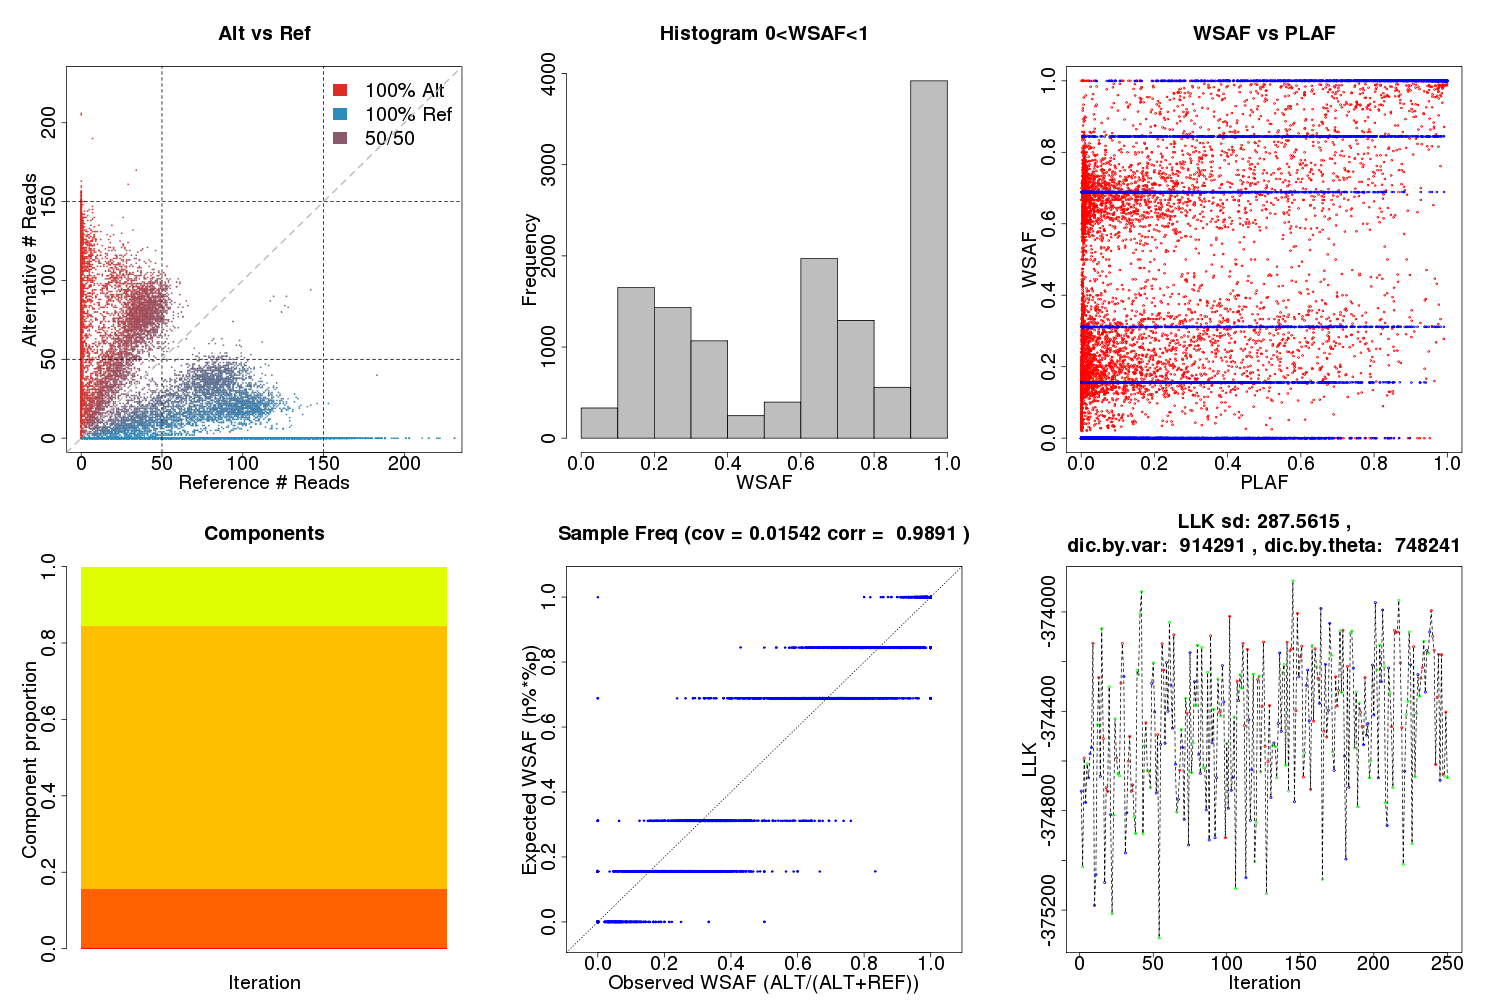 Alt vs Ref
100% Alt
100% Ref
50/50
Alternative # Reads
0 50 100 150 200
0 50 100 150 200
Reference # Reads
Histogram 0<WSAF<1
Frequency
0 1000 2000 3000 4000
0.0 0.2 0.4 0.6 0.8 1.0
WSAF
WSAF vs PLAF
WSAF
0.0 0.2 0.4 0.6 0.8 1.0
0.0 0.2 0.4 0.6 0.8 1.0
PLAF
Components
Component proportion
0.0 0.2 0.4 0.6 0.8 1.0
Iteration
Sample Freq (cov = 0.01542 corr = 0.9891 )
Expected WSAF (h%*%p)
0.0 0.2 0.4 0.6 0.8 1.0
0.0 0.2 0.4 0.6 0.8 1.0
Observed WSAF (ALT/(ALT+REF))
LLK sd: 287.5615 ,
dic.by.var: 914291 , dic.by.theta: 748241
LLK
-375200 -374800 -374400 -374000
0 50 100 150 200 250
Iteration